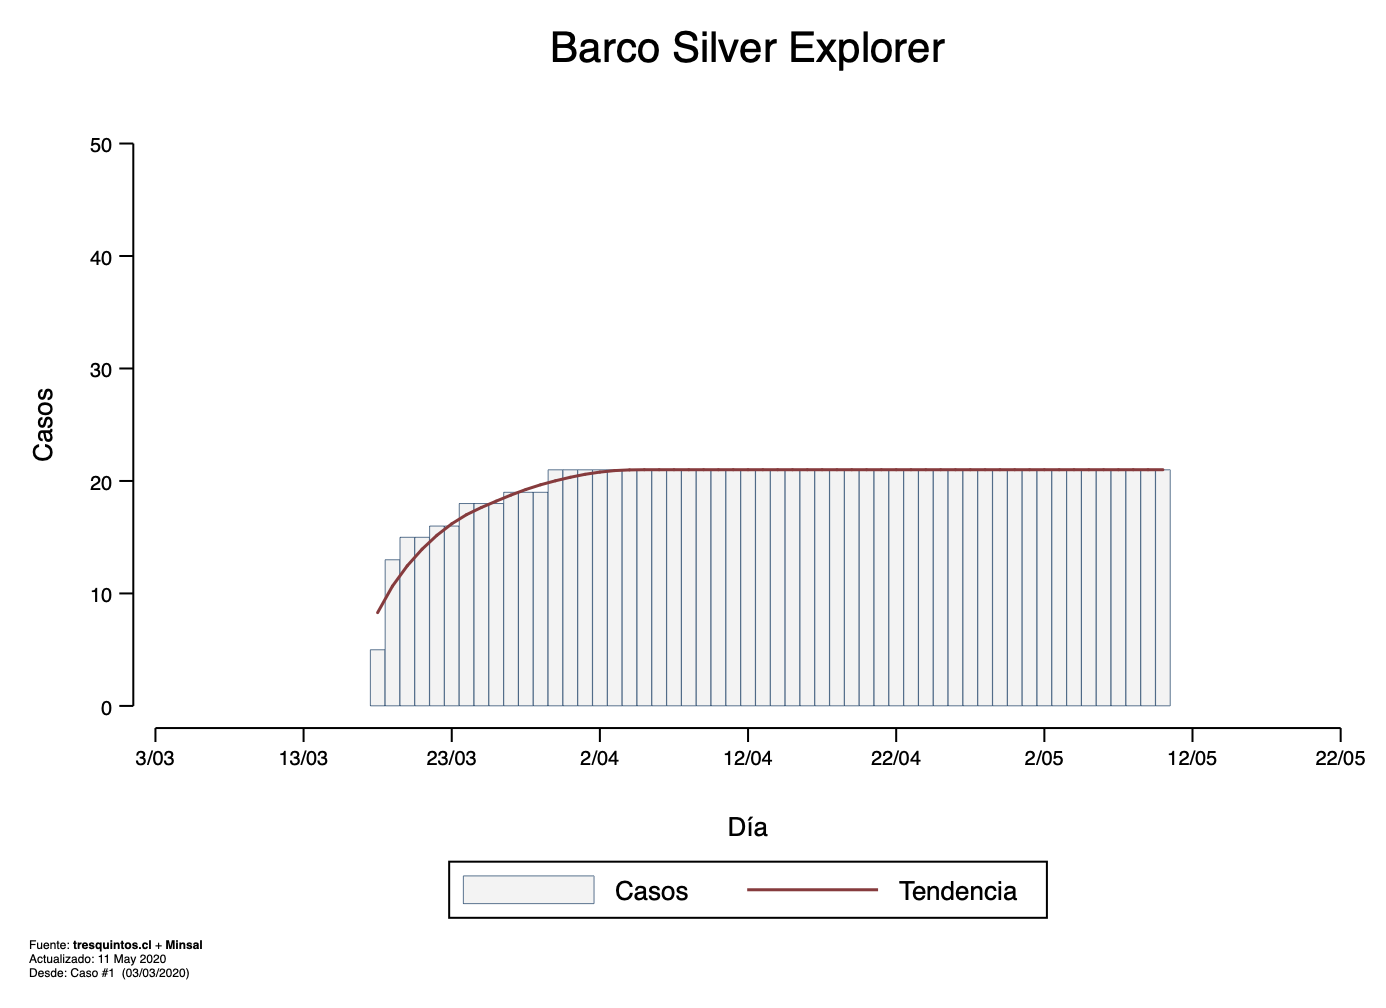 Barco Silver Explorer
50
40
30
20
10
0
Casos
3/03 13/03 23/03 2/04 12/04 22/04 2/05 12/05 22/05
Día
Casos Tendencia
Fuente: tresquintos.cl + Minsal
Actualizado: 11 May 2020
Desde: Caso #1 (03/03/2020)